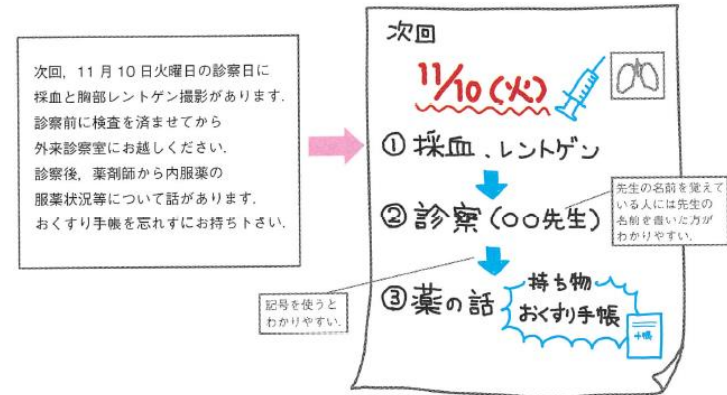 次回，11月10日火曜日の診察日に
採血と胸部レントゲン撮影があります．
診察前に検査を済ませてから
外来診察室にお越しください．
診察後，薬剤師から内服薬の
服薬状況等について話があります．
おくすり手帳を忘れずにお持ち下さい．
次回
11/10(火)
①採血、レントゲン
②診察(○○先生)
先生の名前を覚えて
いる人には先生の
名前を書いた方が
わかりやすい．
記号を使うと
わかりやすい．
③薬の話
持ち物
おくすり手帳
手帳